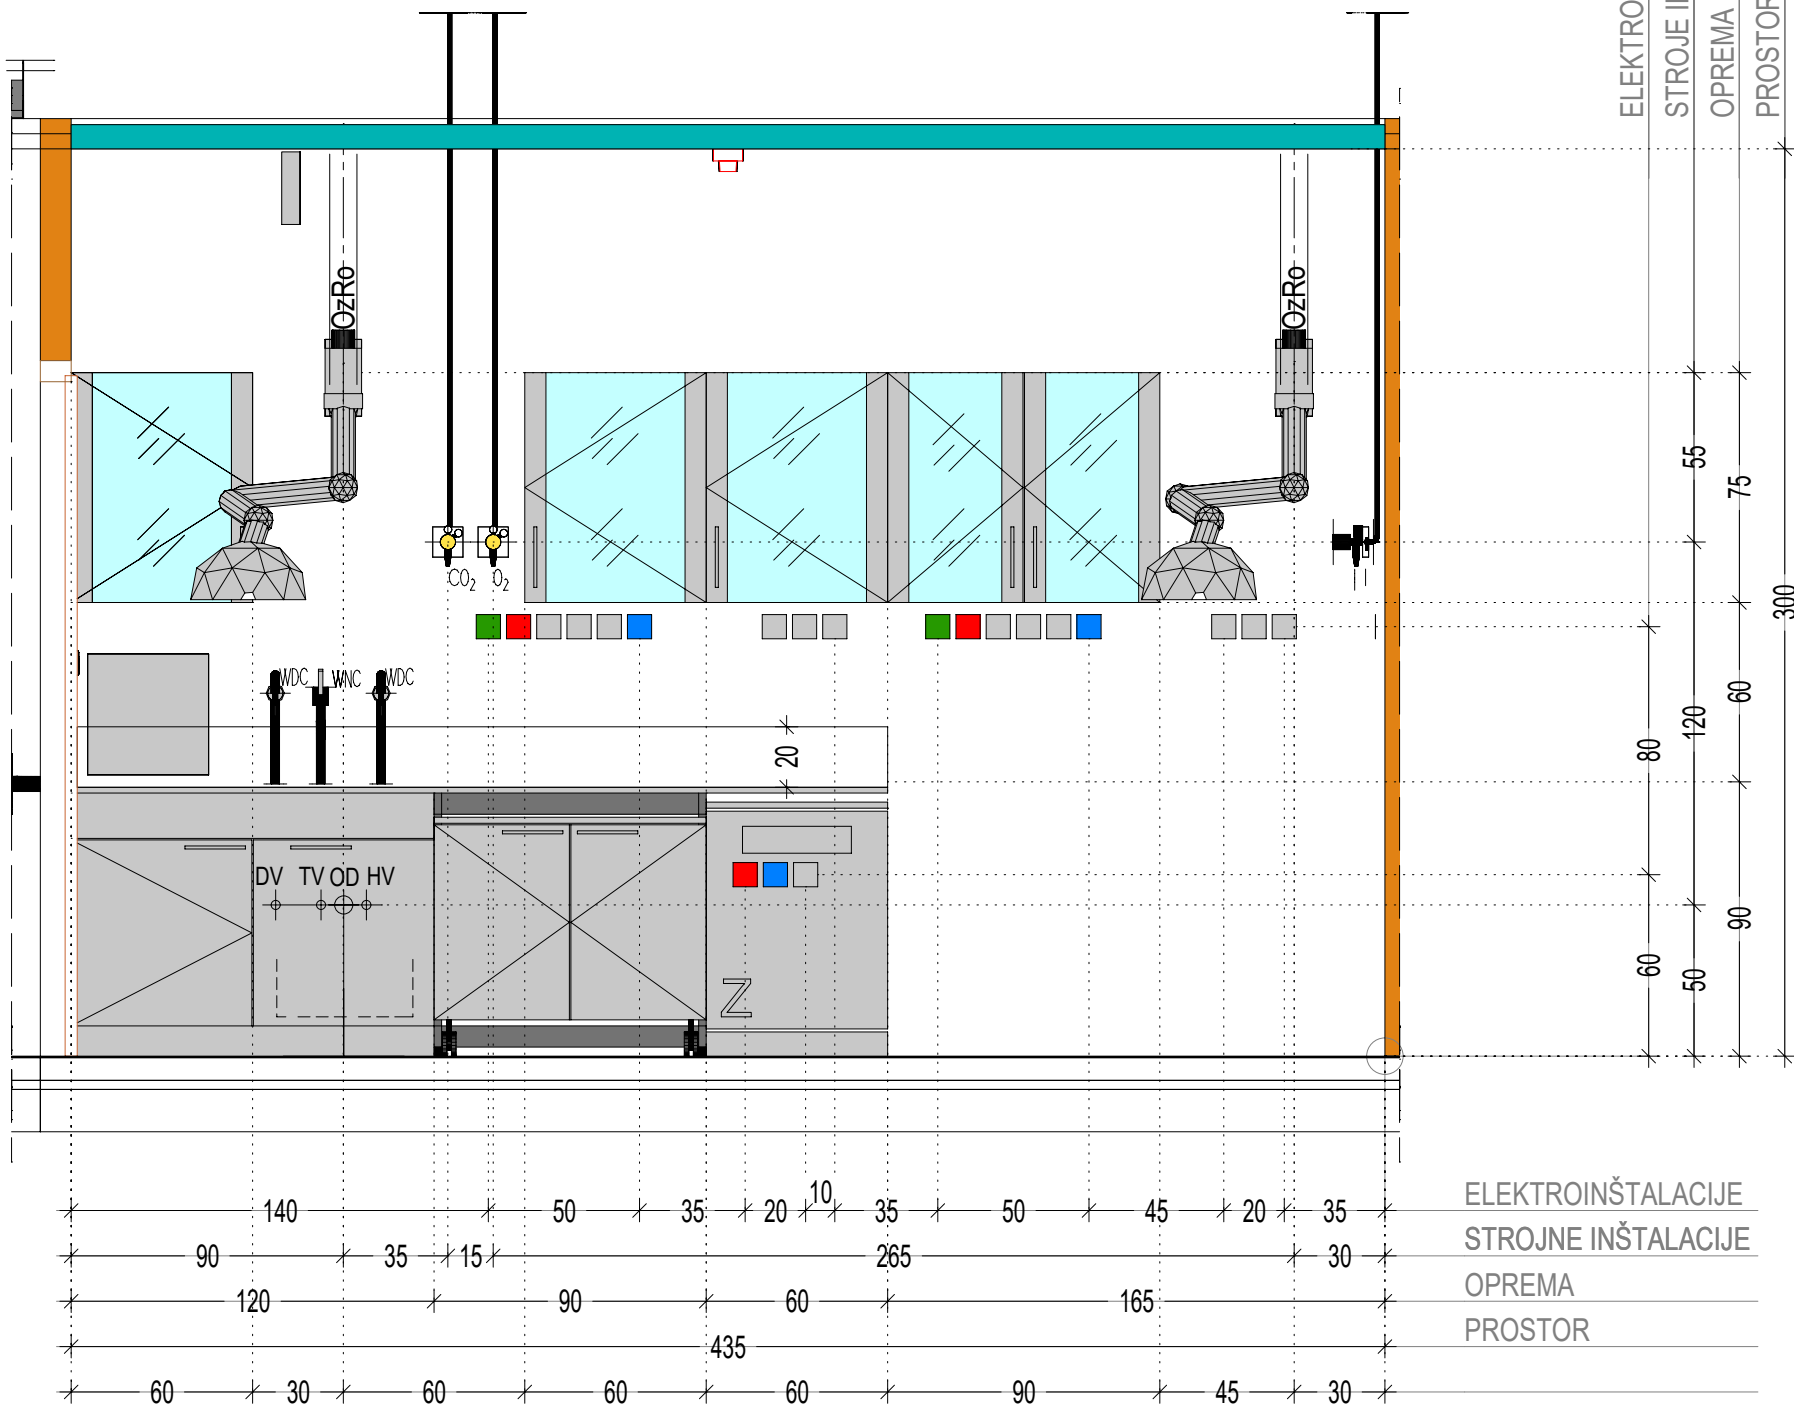 ELEKTRO
STROJE I
OPREMA
PROSTOR
OzRo
OzRo
CO₂
O₂
55
75
300
WDC
WNC
WDC
60
120
80
20
DV
TV
OD
HV
90
60
50
Z
140
50
35
20
10
35
50
45
20
35
ELEKTROINŠTALACIJE
90
35
15
265
30
STROJNE INŠTALACIJE
120
90
60
165
OPREMA
435
PROSTOR
60
30
60
60
60
90
45
30